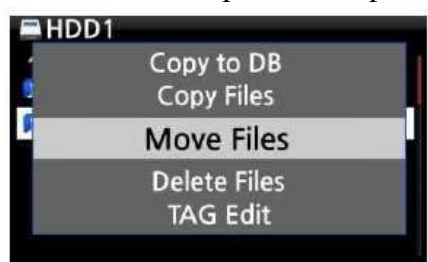 HDD1
Copy to DB
Copy Files
Move Files
Delete Files
TAG Edit